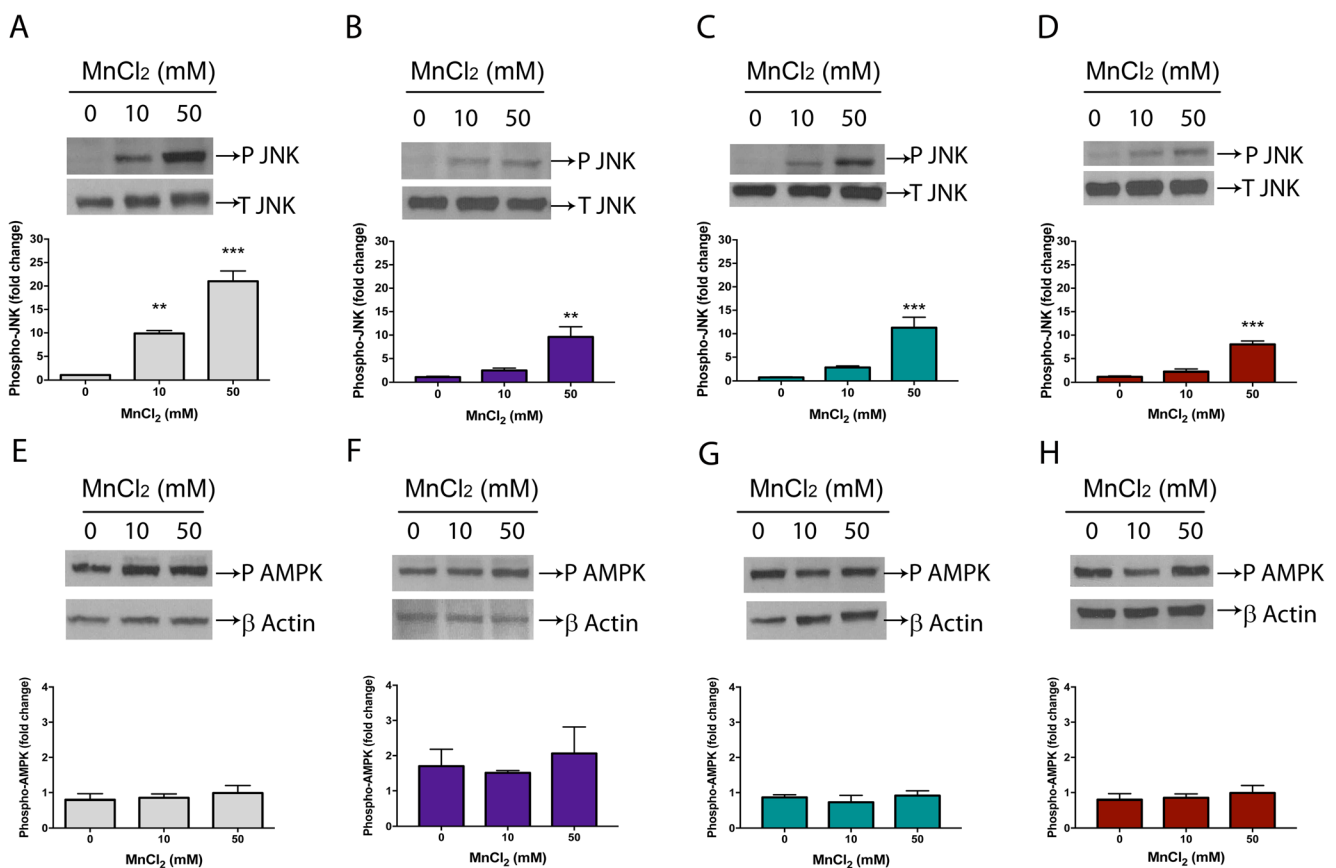 A
MnCl2 (mM)
0 10 50
P JNK
T JNK
Phospho-JNK (fold change)
30
25
20
15
10
5
0
** ***
0 10 50
MnCl2 (mM)
B
MnCl2 (mM)
0 10 50
P JNK
T JNK
Phospho-JNK (fold change)
30
25
20
15
10
5
0
**
0 10 50
MnCl2 (mM)
C
MnCl2 (mM)
0 10 50
P JNK
T JNK
Phospho-JNK (fold change)
30
25
20
15
10
5
0
***
0 10 50
MnCl2 (mM)
D
MnCl2 (mM)
0 10 50
P JNK
T JNK
Phospho-JNK (fold change)
30
25
20
15
10
5
0
***
0 10 50
MnCl2 (mM)
E
MnCl2 (mM)
0 10 50
P AMPK
β Actin
Phospho-AMPK (fold change)
4
3
2
1
0
0 10 50
MnCl2 (mM)
F
MnCl2 (mM)
0 10 50
P AMPK
β Actin
Phospho-AMPK (fold change)
4
3
2
1
0
0 10 50
MnCl2 (mM)
G
MnCl2 (mM)
0 10 50
P AMPK
β Actin
Phospho-AMPK (fold change)
4
3
2
1
0
0 10 50
MnCl2 (mM)
H
MnCl2 (mM)
0 10 50
P AMPK
β Actin
Phospho-AMPK (fold change)
4
3
2
1
0
0 10 50
MnCl2 (mM)